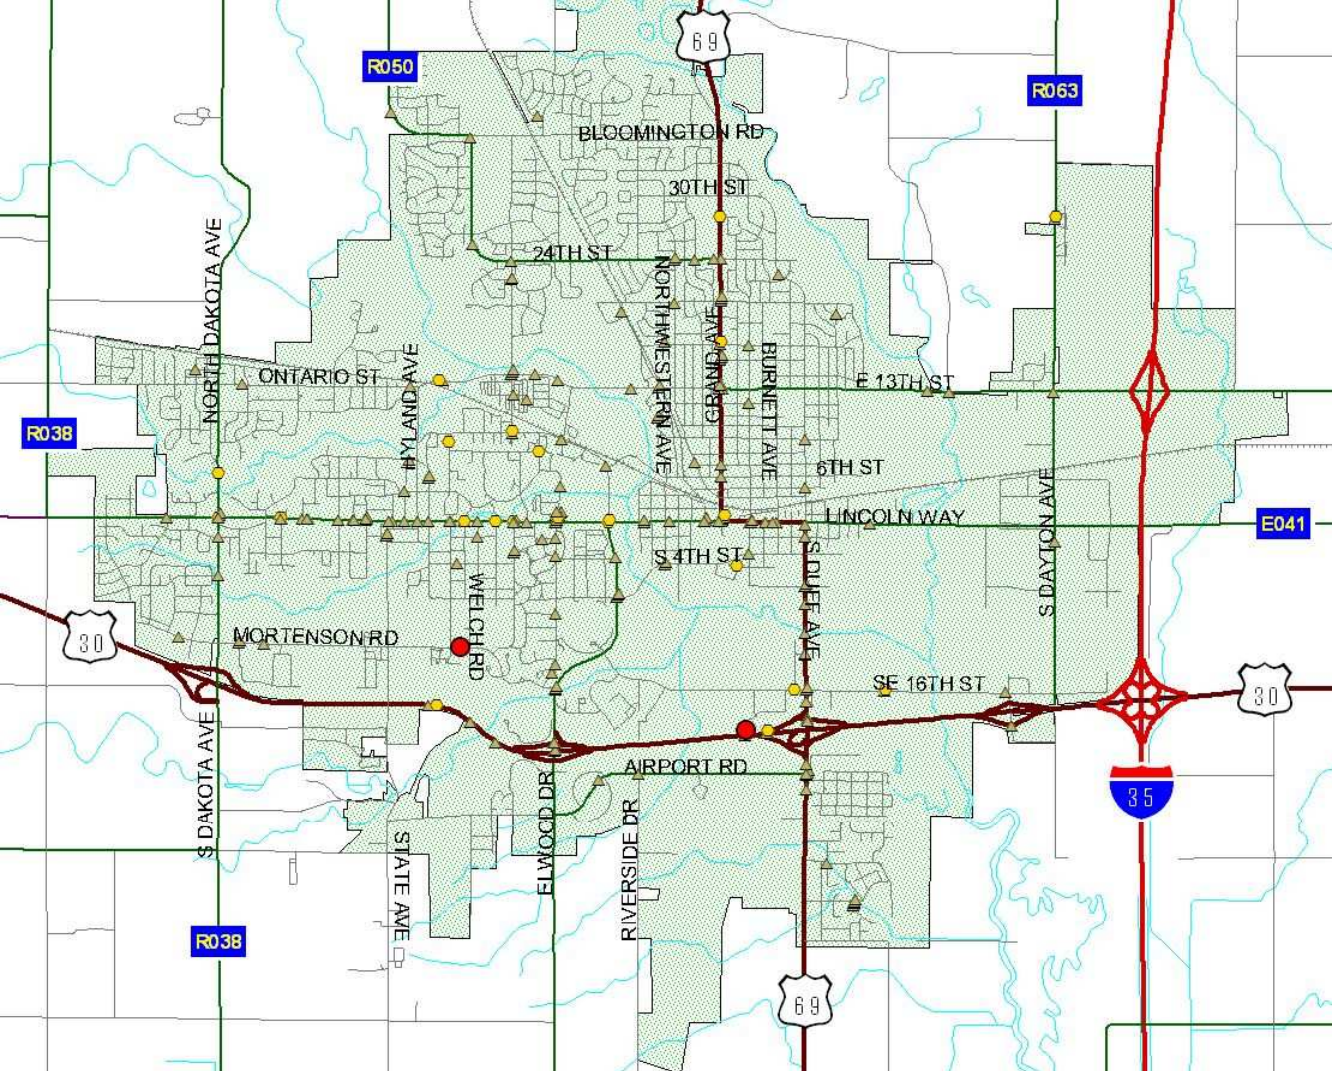 69
R050
R063
BLOOMINGTON RD
30TH ST
24TH ST
NORTH DAKOTA AVE
NORTHWESTERN AVE
GRAND AVE
BURNETT AVE
HYLAND AVE
ONTARIO ST
E 13TH ST
R038
6TH ST
LINCOLN WAY
E041
S DAYTON AVE
S 4TH ST
S DUFF AVE
WELCH RD
MORTENSON RD
30
SE 16TH ST
30
S DAKOTA AVE
AIRPORT RD
35
ELWOOD DR
RIVERSIDE DR
STATE AVE
R038
69